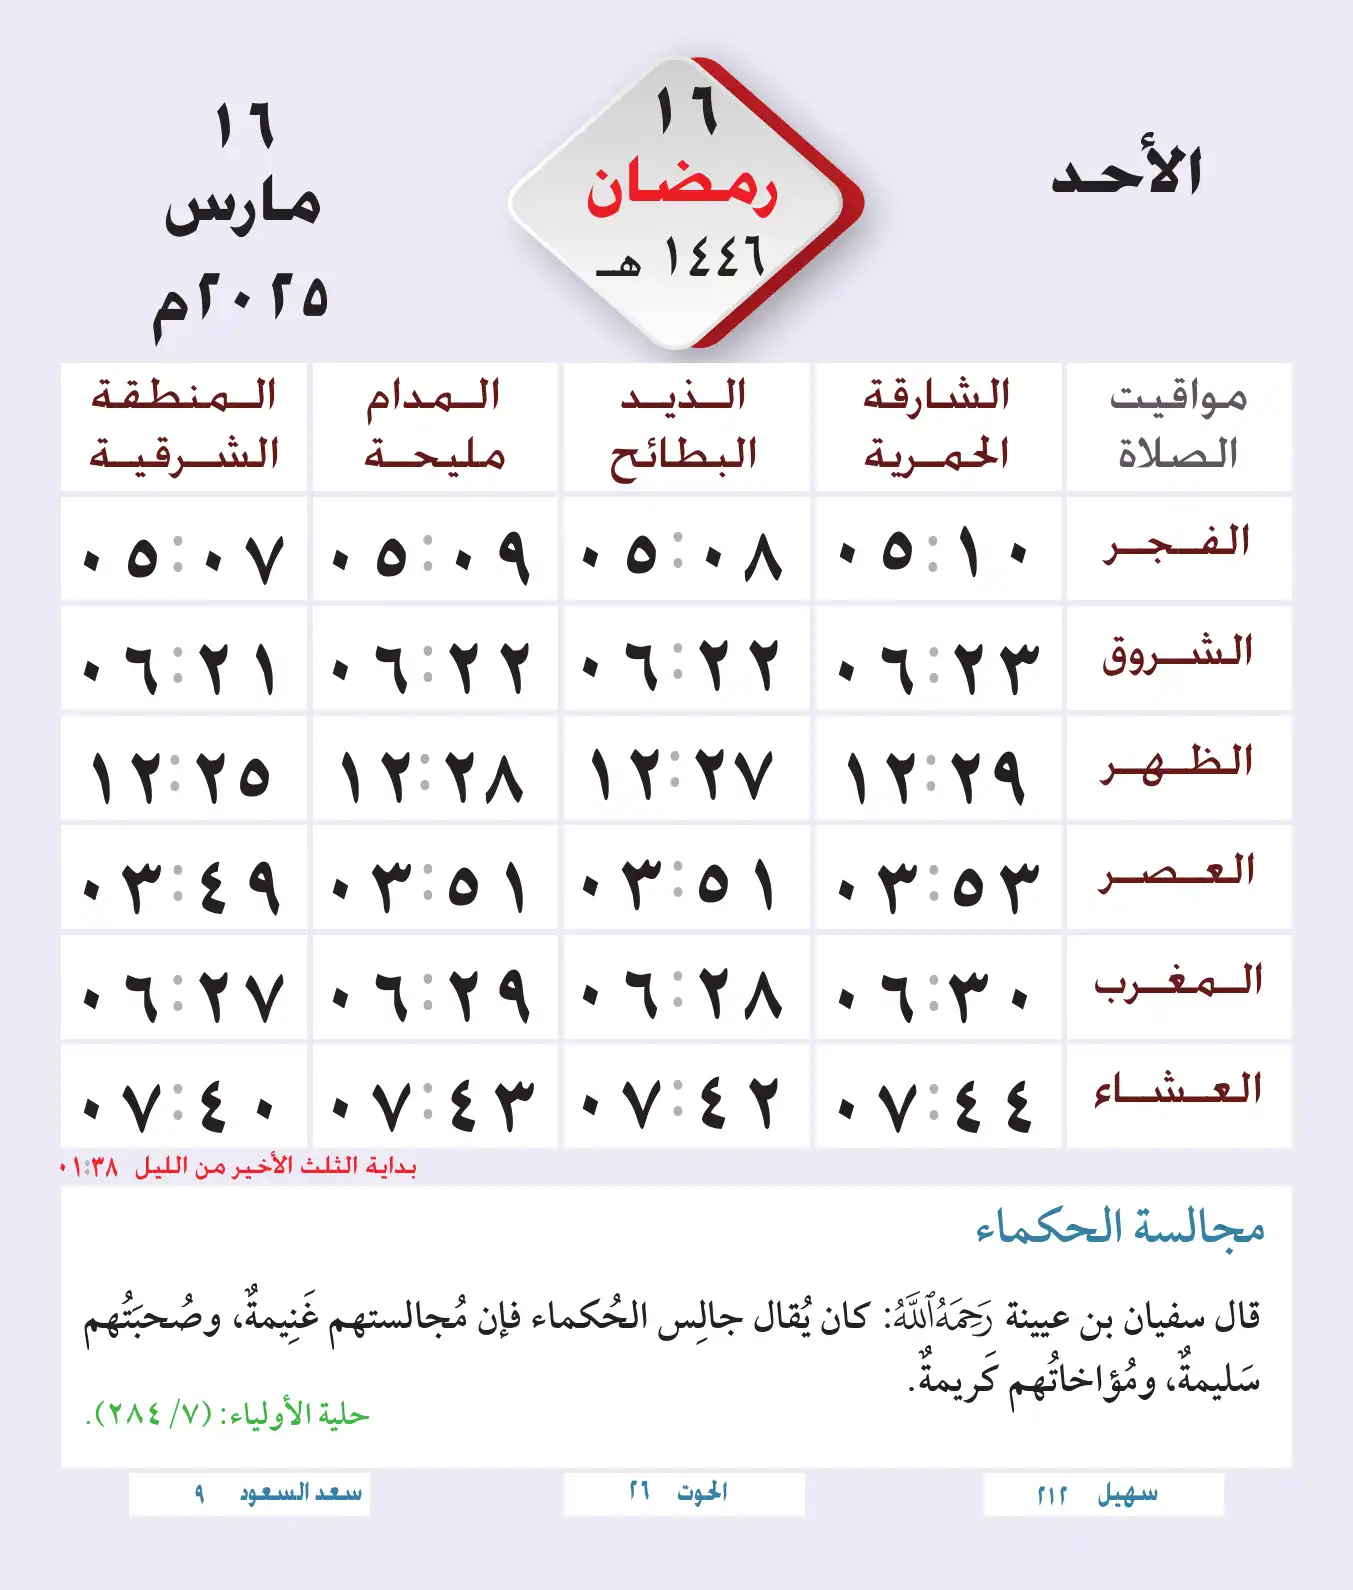 الأحد
١٦
رمضان
١٤٤٦ هـ
١٦
مارس
٢٠٢٥م
مواقيت الصلاة الشارقة الحمرية الذيد البطائح المدام مليحة المنطقة الشرقية
الفجر ٠٥:١٠ ٠٥:٠٨ ٠٥:٠٩ ٠٥:٠٧
الشروق ٠٦:٢٣ ٠٦:٢٢ ٠٦:٢٢ ٠٦:٢١
الظهر ١٢:٢٩ ١٢:٢٧ ١٢:٢٨ ١٢:٢٥
العصر ٠٣:٥٣ ٠٣:٥١ ٠٣:٥١ ٠٣:٤٩
المغرب ٠٦:٣٠ ٠٦:٢٨ ٠٦:٢٩ ٠٦:٢٧
العشاء ٠٧:٤٤ ٠٧:٤٢ ٠٧:٤٣ ٠٧:٤٠
بداية الثلث الأخير من الليل ٠١:٣٨
مجالسة الحكماء
قال سفيان بن عيينة رَحِمَهُ ٱللَّهُ: كان يُقال جالِس الحُكماء فإن مُجالستهم غَنِيمةٌ، وصُحبَتُهم
سَليمةٌ، ومُؤاخاتُهم كَريمةٌ.
حلية الأولياء: (٧/ ٢٨٤).
سهيل ٢١٢ الحوت ٢٦ سعد السعود ٩